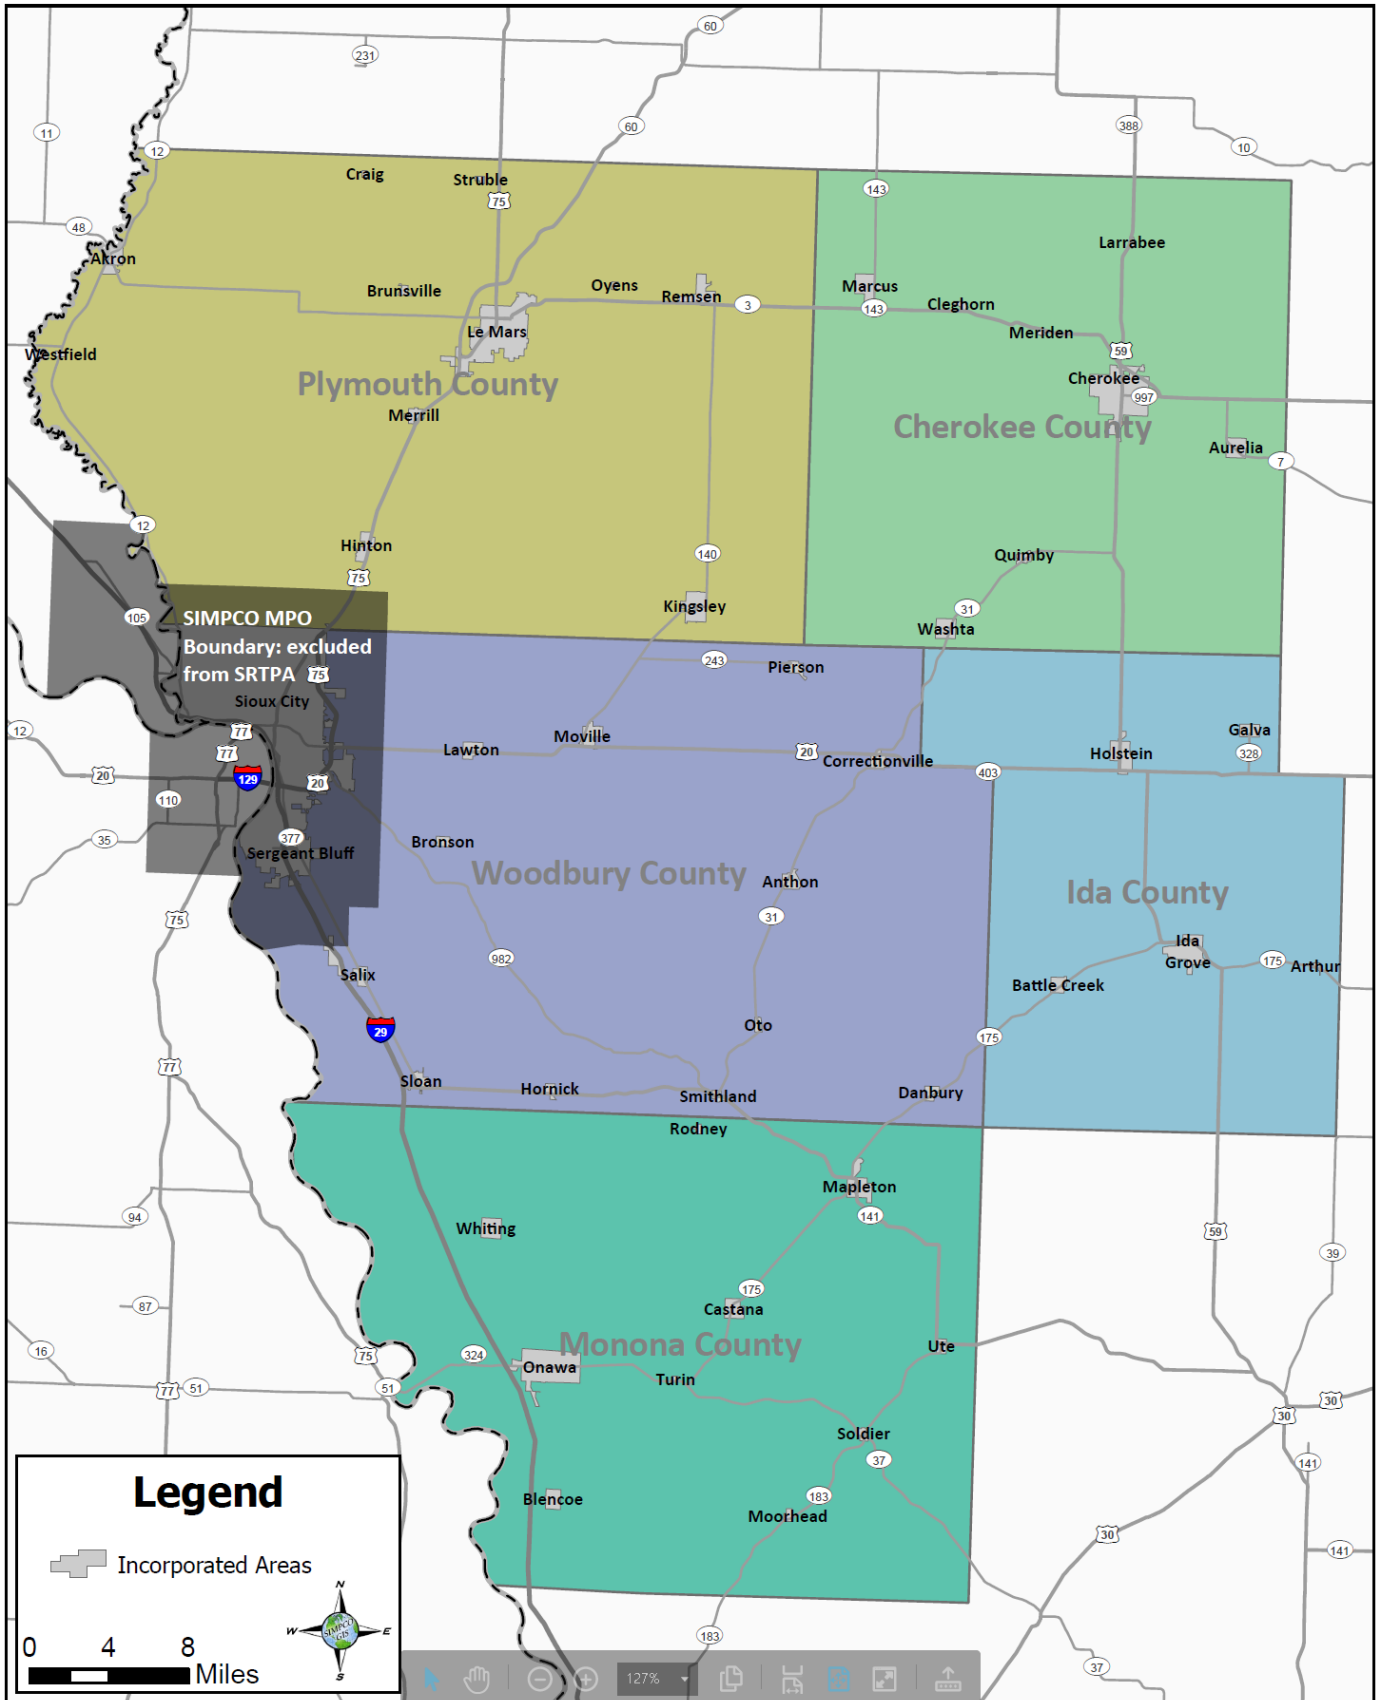 60
231
11
60
388
12
10
Craig
Struble
143
75
48
Akron
Larrabee
Brunsville
Oyens
Remsen
Marcus
3
143
Cleghorn
Le Mars
Meriden
Westfield
59
Plymouth County
Cherokee
997
Merrill
Cherokee County
Aurelia
7
12
Hinton
140
Quimby
75
Kingsley
31
105
SIMPCO MPO
Boundary: excluded
from SRTPA
75
Washta
243
Pierson
Sioux City
12
77
77
Lawton
Moville
20
Correctionville
Holstein
Galva
328
20
129
20
403
110
35
377
Bronson
Sergeant Bluff
Woodbury County
Anthon
Ida County
75
31
982
Ida
Grove
175
Arthur
Salix
Battle Creek
29
Oto
175
77
Sloan
Hornick
Smithland
Danbury
Rodney
Mapleton
94
Whiting
141
59
39
87
175
Castana
16
75
324
Monona County
Ute
Onawa
Turin
77
51
51
30
30
Soldier
37
141
Legend
Blencoe
183
Moorhead
30
141
Incorporated Areas
N
W
E
S
SIMPCO
GIS
0
4
8
Miles
183
37
127%